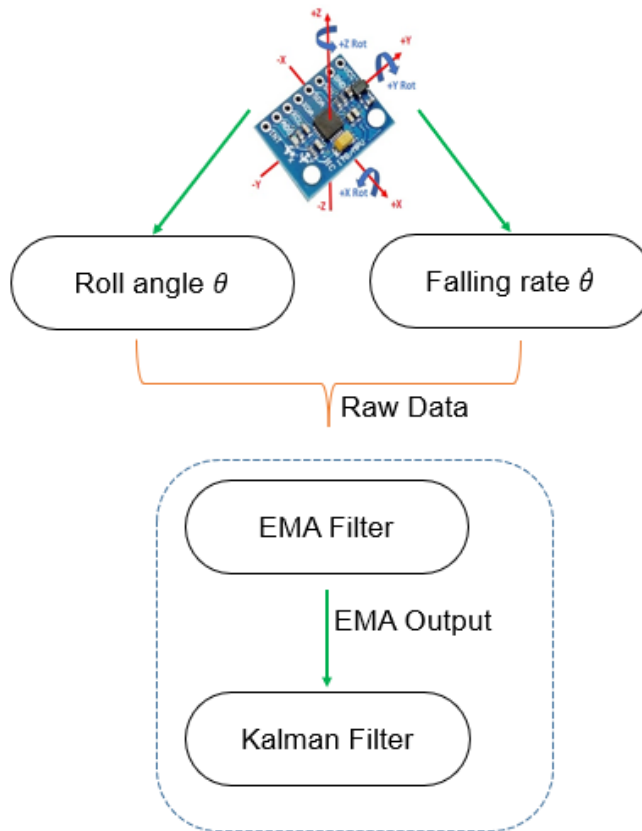 +Z
+Z Rot
+Y
-X
+Y Rot
-Y
+X Rot
-Z
+X
Roll angle θ
Falling rate θ̇
Raw Data
EMA Filter
EMA Output
Kalman Filter